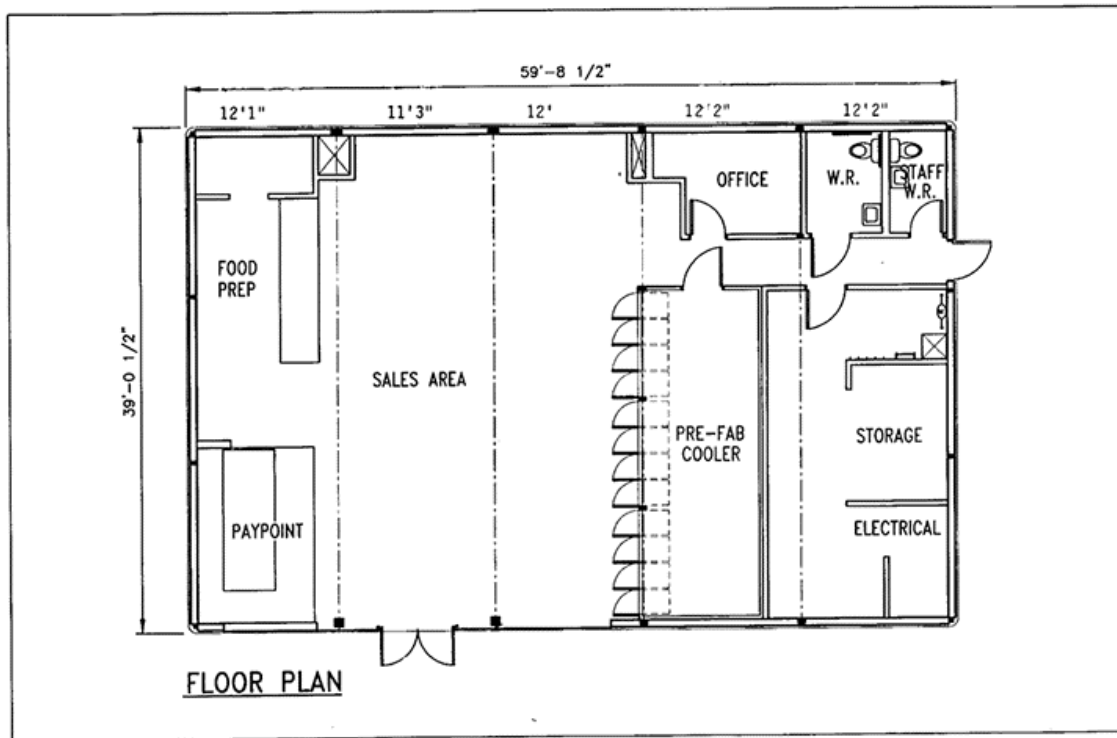 59'-8 1/2"
12'1" 11'3" 12' 12'2" 12'2"
OFFICE
W.R.
STAFF
W.R.
FOOD
PREP
39'-0 1/2"
SALES AREA
PRE-FAB
COOLER
STORAGE
PAYPOINT
ELECTRICAL
FLOOR PLAN